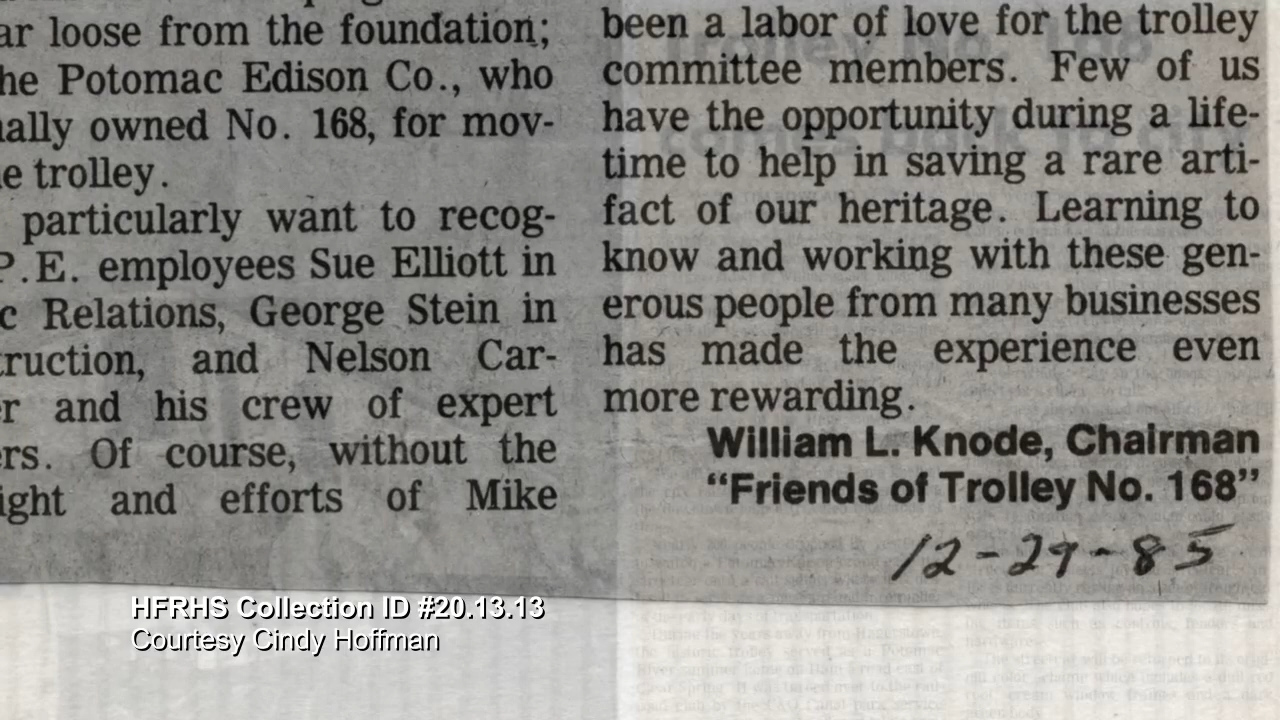 ar loose from the foundation;
he Potomac Edison Co., who
nally owned No. 168, for mov-
e trolley.
particularly want to recog-
P.E. employees Sue Elliott in
c Relations, George Stein in
ruction, and Nelson Car-
er and his crew of expert
ers. Of course, without the
ight and efforts of Mike
been a labor of love for the trolley
committee members. Few of us
have the opportunity during a life-
time to help in saving a rare arti-
fact of our heritage. Learning to
know and working with these gen-
erous people from many businesses
has made the experience even
more rewarding.
William L. Knode, Chairman
"Friends of Trolley No. 168"
12-29-85
HFRHS Collection ID #20.13.13
Courtesy Cindy Hoffman